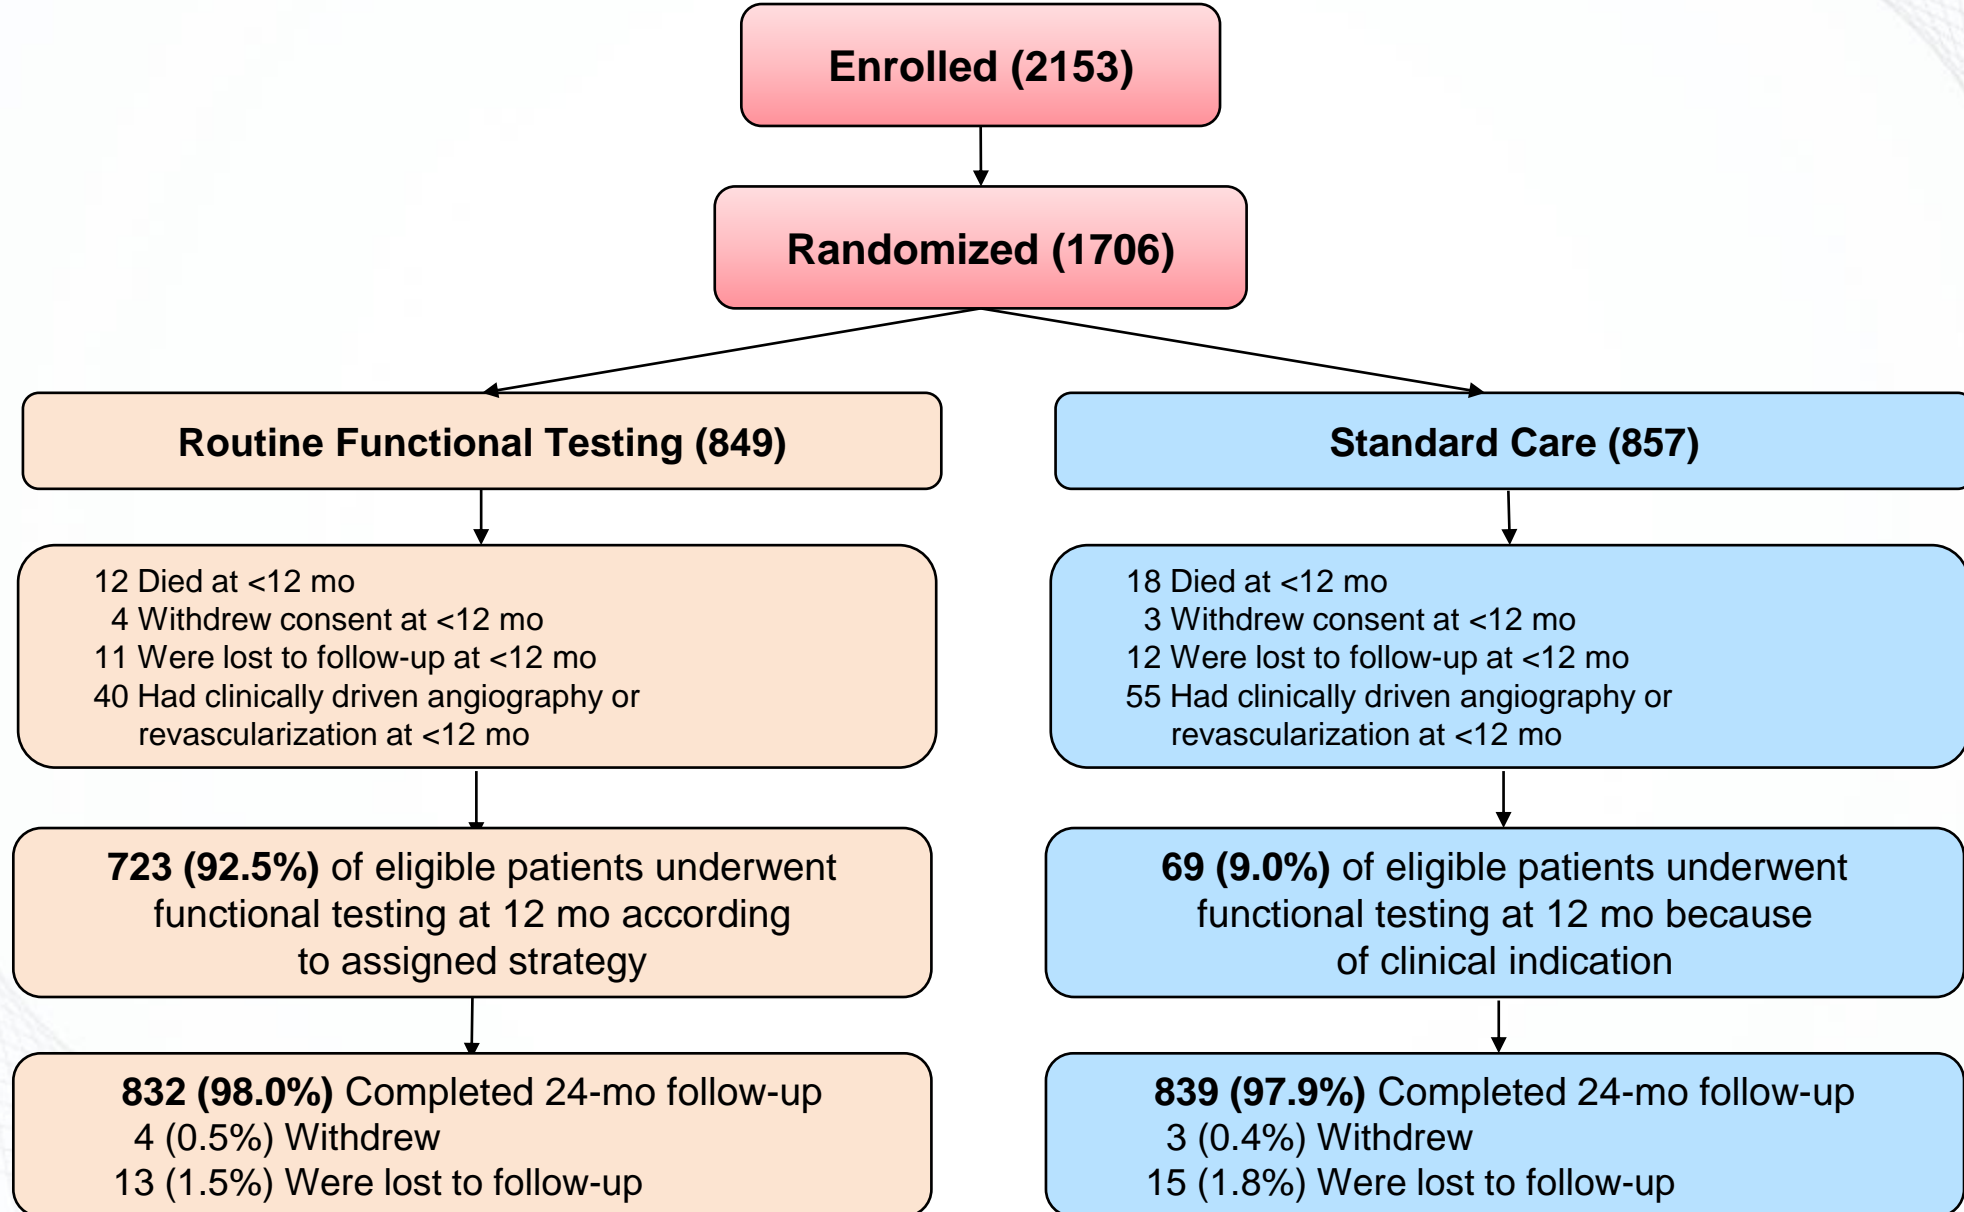 Enrolled (2153)
Randomized (1706)
Routine Functional Testing (849)
Standard Care (857)
12 Died at <12 mo
4 Withdrew consent at <12 mo
11 Were lost to follow-up at <12 mo
40 Had clinically driven angiography or
revascularization at <12 mo
18 Died at <12 mo
3 Withdrew consent at <12 mo
12 Were lost to follow-up at <12 mo
55 Had clinically driven angiography or
revascularization at <12 mo
723 (92.5%) of eligible patients underwent
functional testing at 12 mo according
to assigned strategy
69 (9.0%) of eligible patients underwent
functional testing at 12 mo because
of clinical indication
832 (98.0%) Completed 24-mo follow-up
4 (0.5%) Withdrew
13 (1.5%) Were lost to follow-up
839 (97.9%) Completed 24-mo follow-up
3 (0.4%) Withdrew
15 (1.8%) Were lost to follow-up